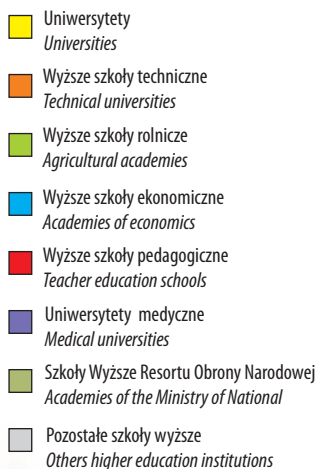 Uniwersytety
Universities
Wyższe szkoły techniczne
Technical universities
Wyższe szkoły rolnicze
Agricultural academies
Wyższe szkoły ekonomiczne
Academies of economics
Wyższe szkoły pedagogiczne
Teacher education schools
Uniwersytety medyczne
Medical universities
Szkoły Wyższe Resortu Obrony Narodowej
Academies of the Ministry of National
Pozostałe szkoły wyższe
Others higher education institutions